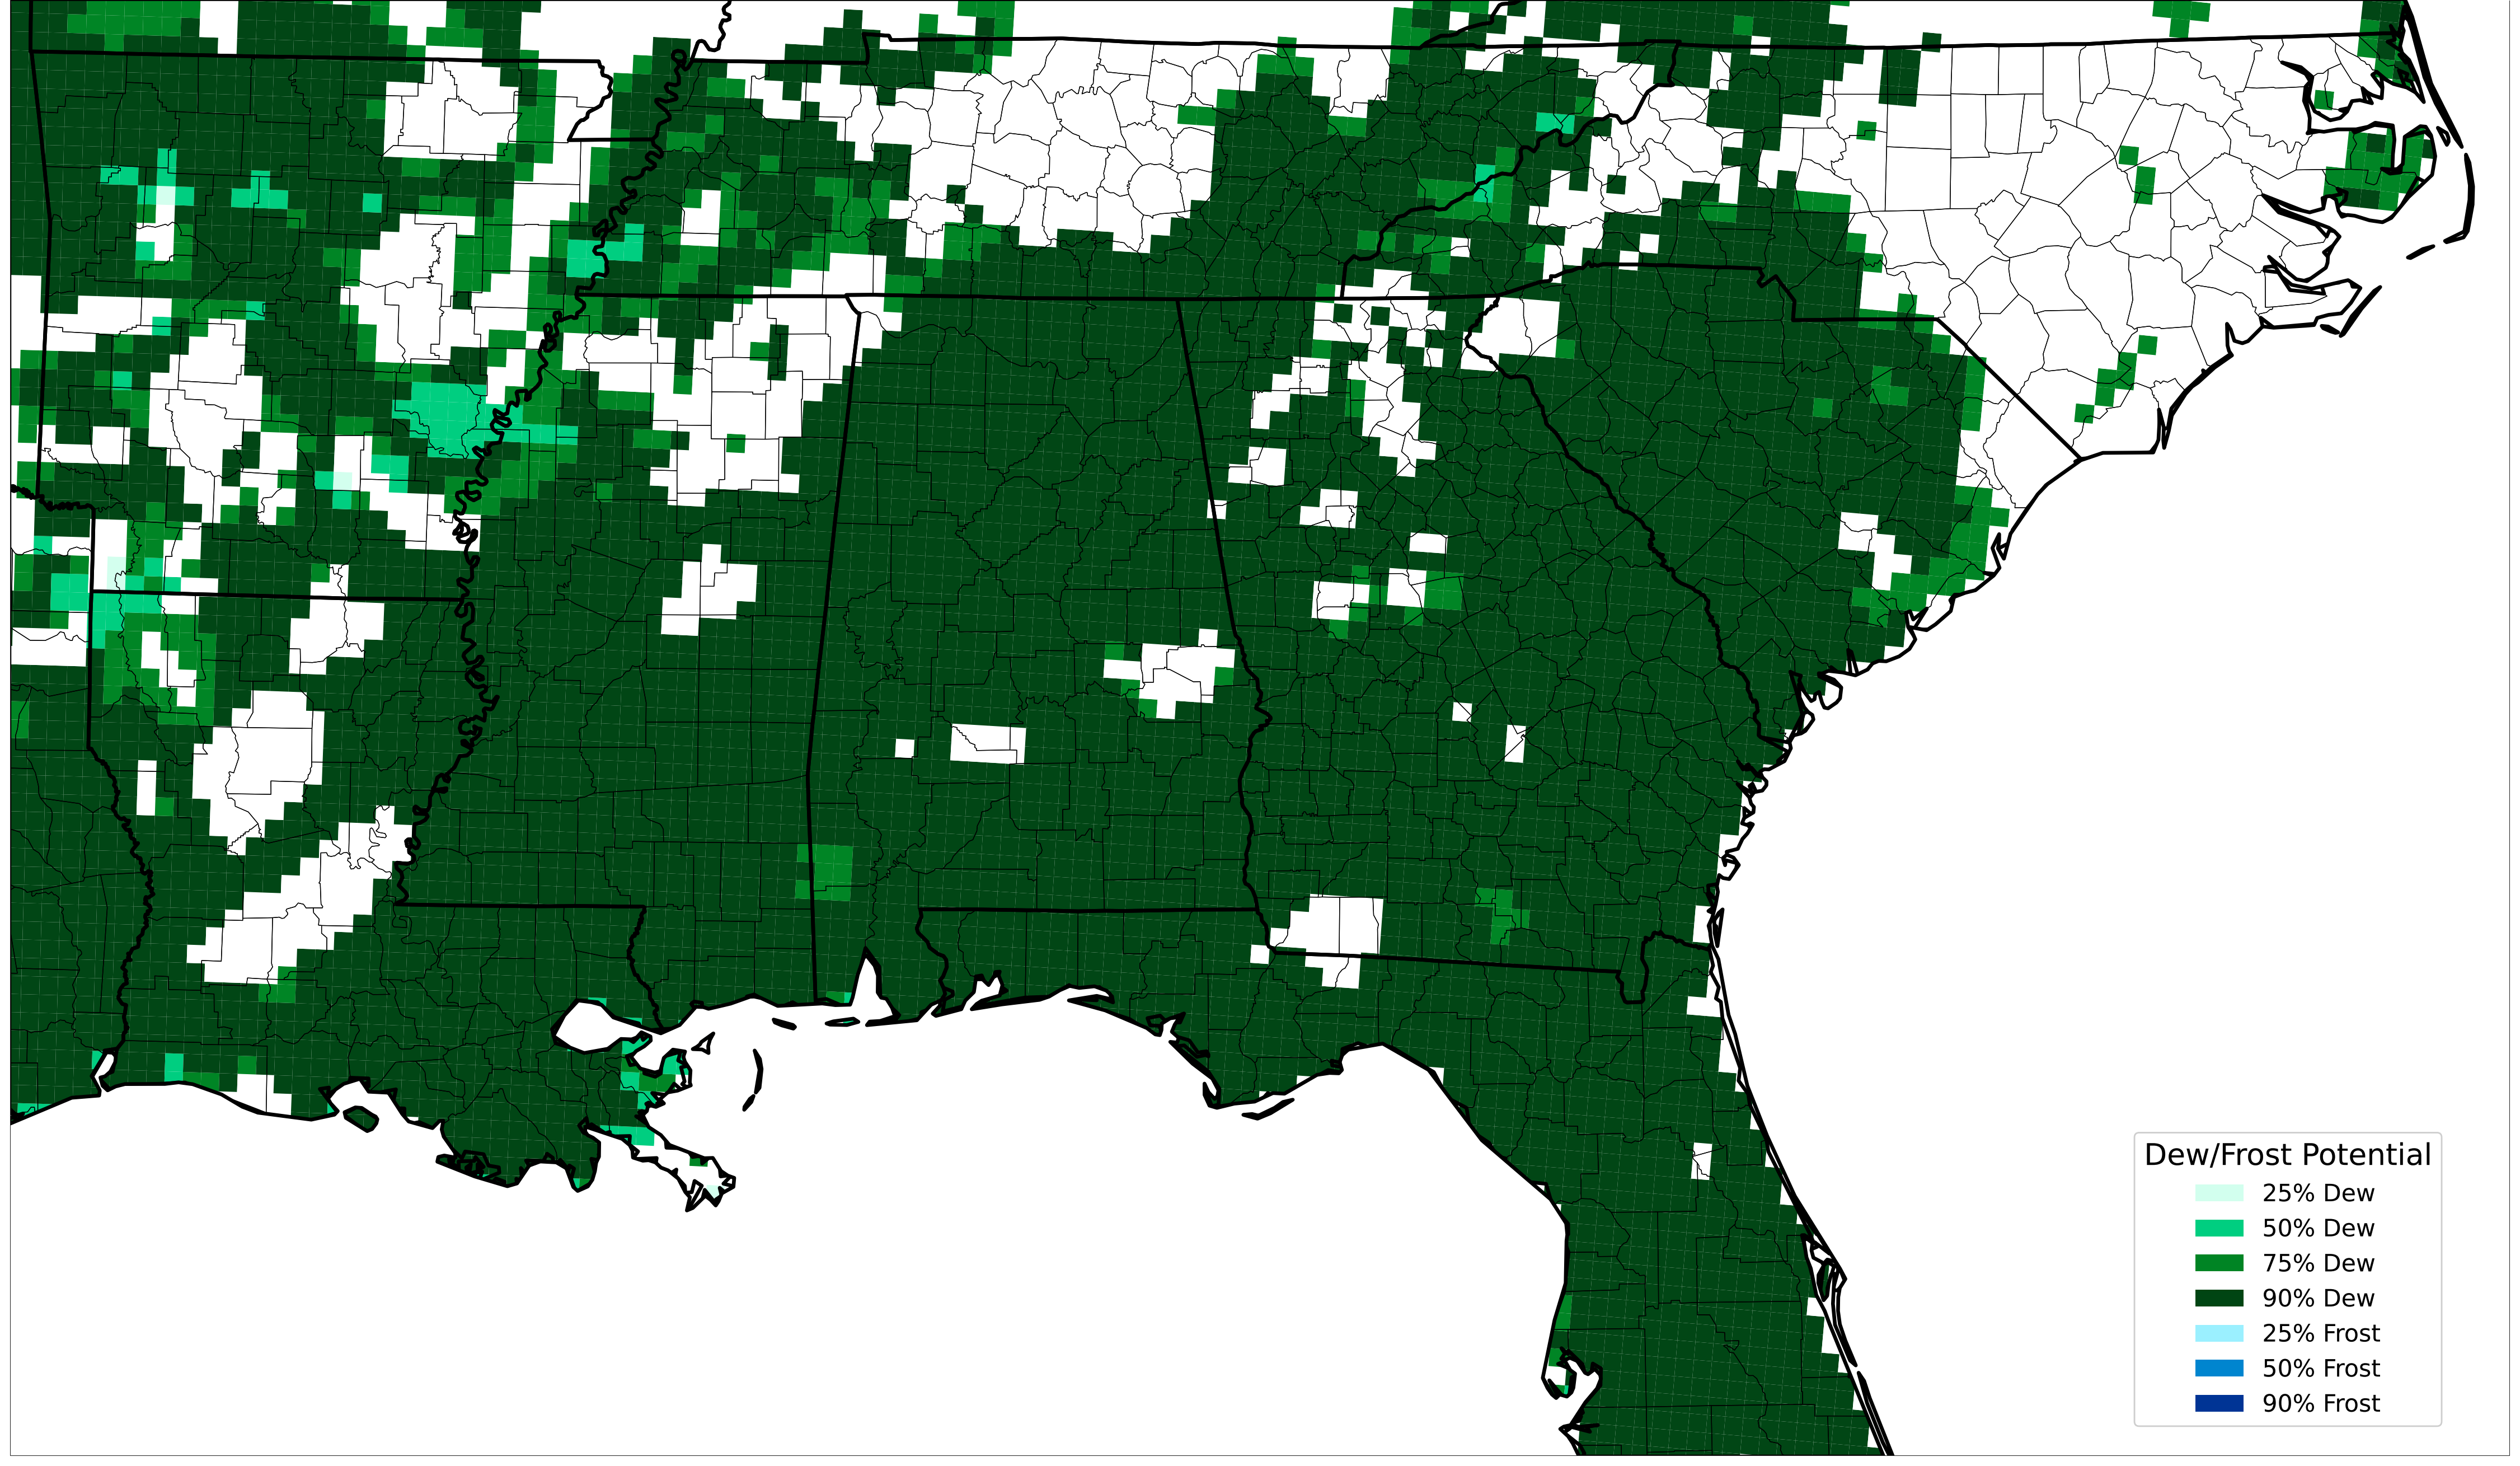 Dew/Frost Potential
25% Dew
50% Dew
75% Dew
90% Dew
25% Frost
50% Frost
90% Frost